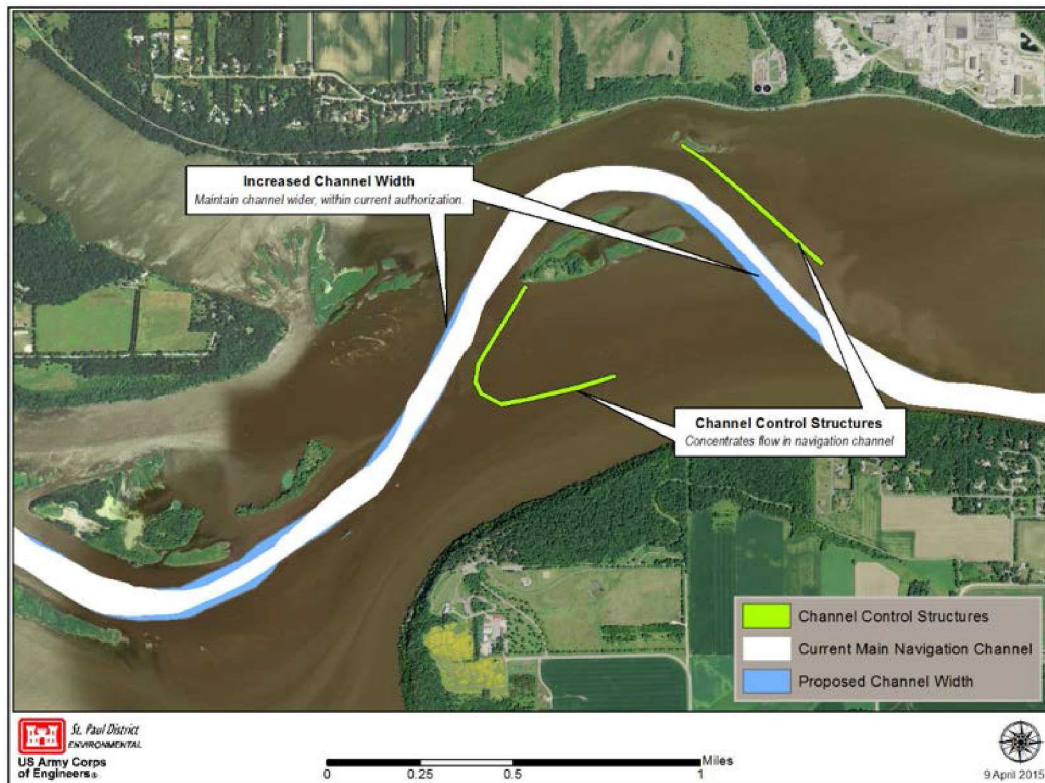 Increased Channel Width
Maintain channel wider, within current authorization.
Channel Control Structures
Concentrates flow in navigation channel
Channel Control Structures
Current Main Navigation Channel
Proposed Channel Width
St. Paul District
ENVIRONMENTAL
US Army Corps
of Engineers®
Miles
0 0.25 0.5 1
9 April 2015